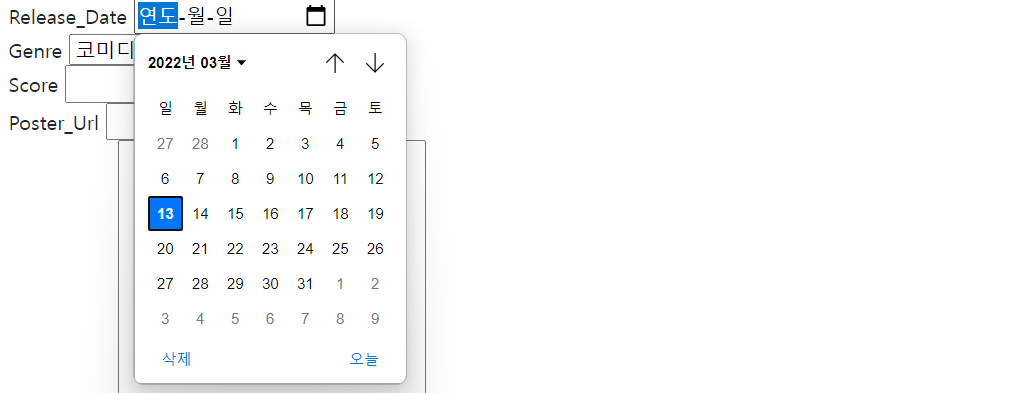 Release_Date 연도-월-일
Genre 코미디
Score
Poster_Url
2022년 03월
일 월 화 수 목 금 토
27 28 1 2 3 4 5
6 7 8 9 10 11 12
13 14 15 16 17 18 19
20 21 22 23 24 25 26
27 28 29 30 31 1 2
3 4 5 6 7 8 9
삭제 오늘